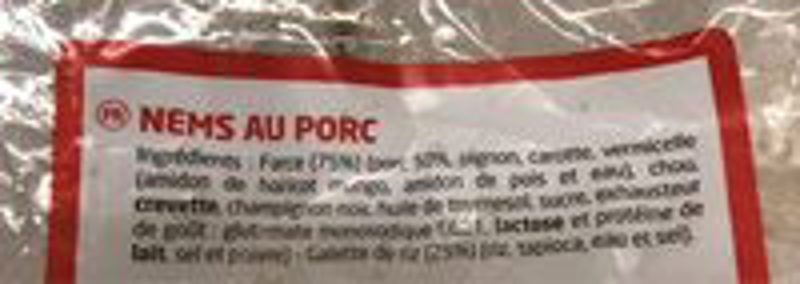 FR NEMS AU PORC
Ingrédients : Farce (75%) (porc 50%, oignon, carotte, vermicelle
(amidon de haricot mungo, amidon de pois et eau), chou,
crevette, champignon noir, huile de tournesol, sucre, exhausteur
de goût : glutamate monosodique, lactose et protéine de
lait, sel et poivre) - Galette de riz (25%) (riz, tapioca, eau et sel).